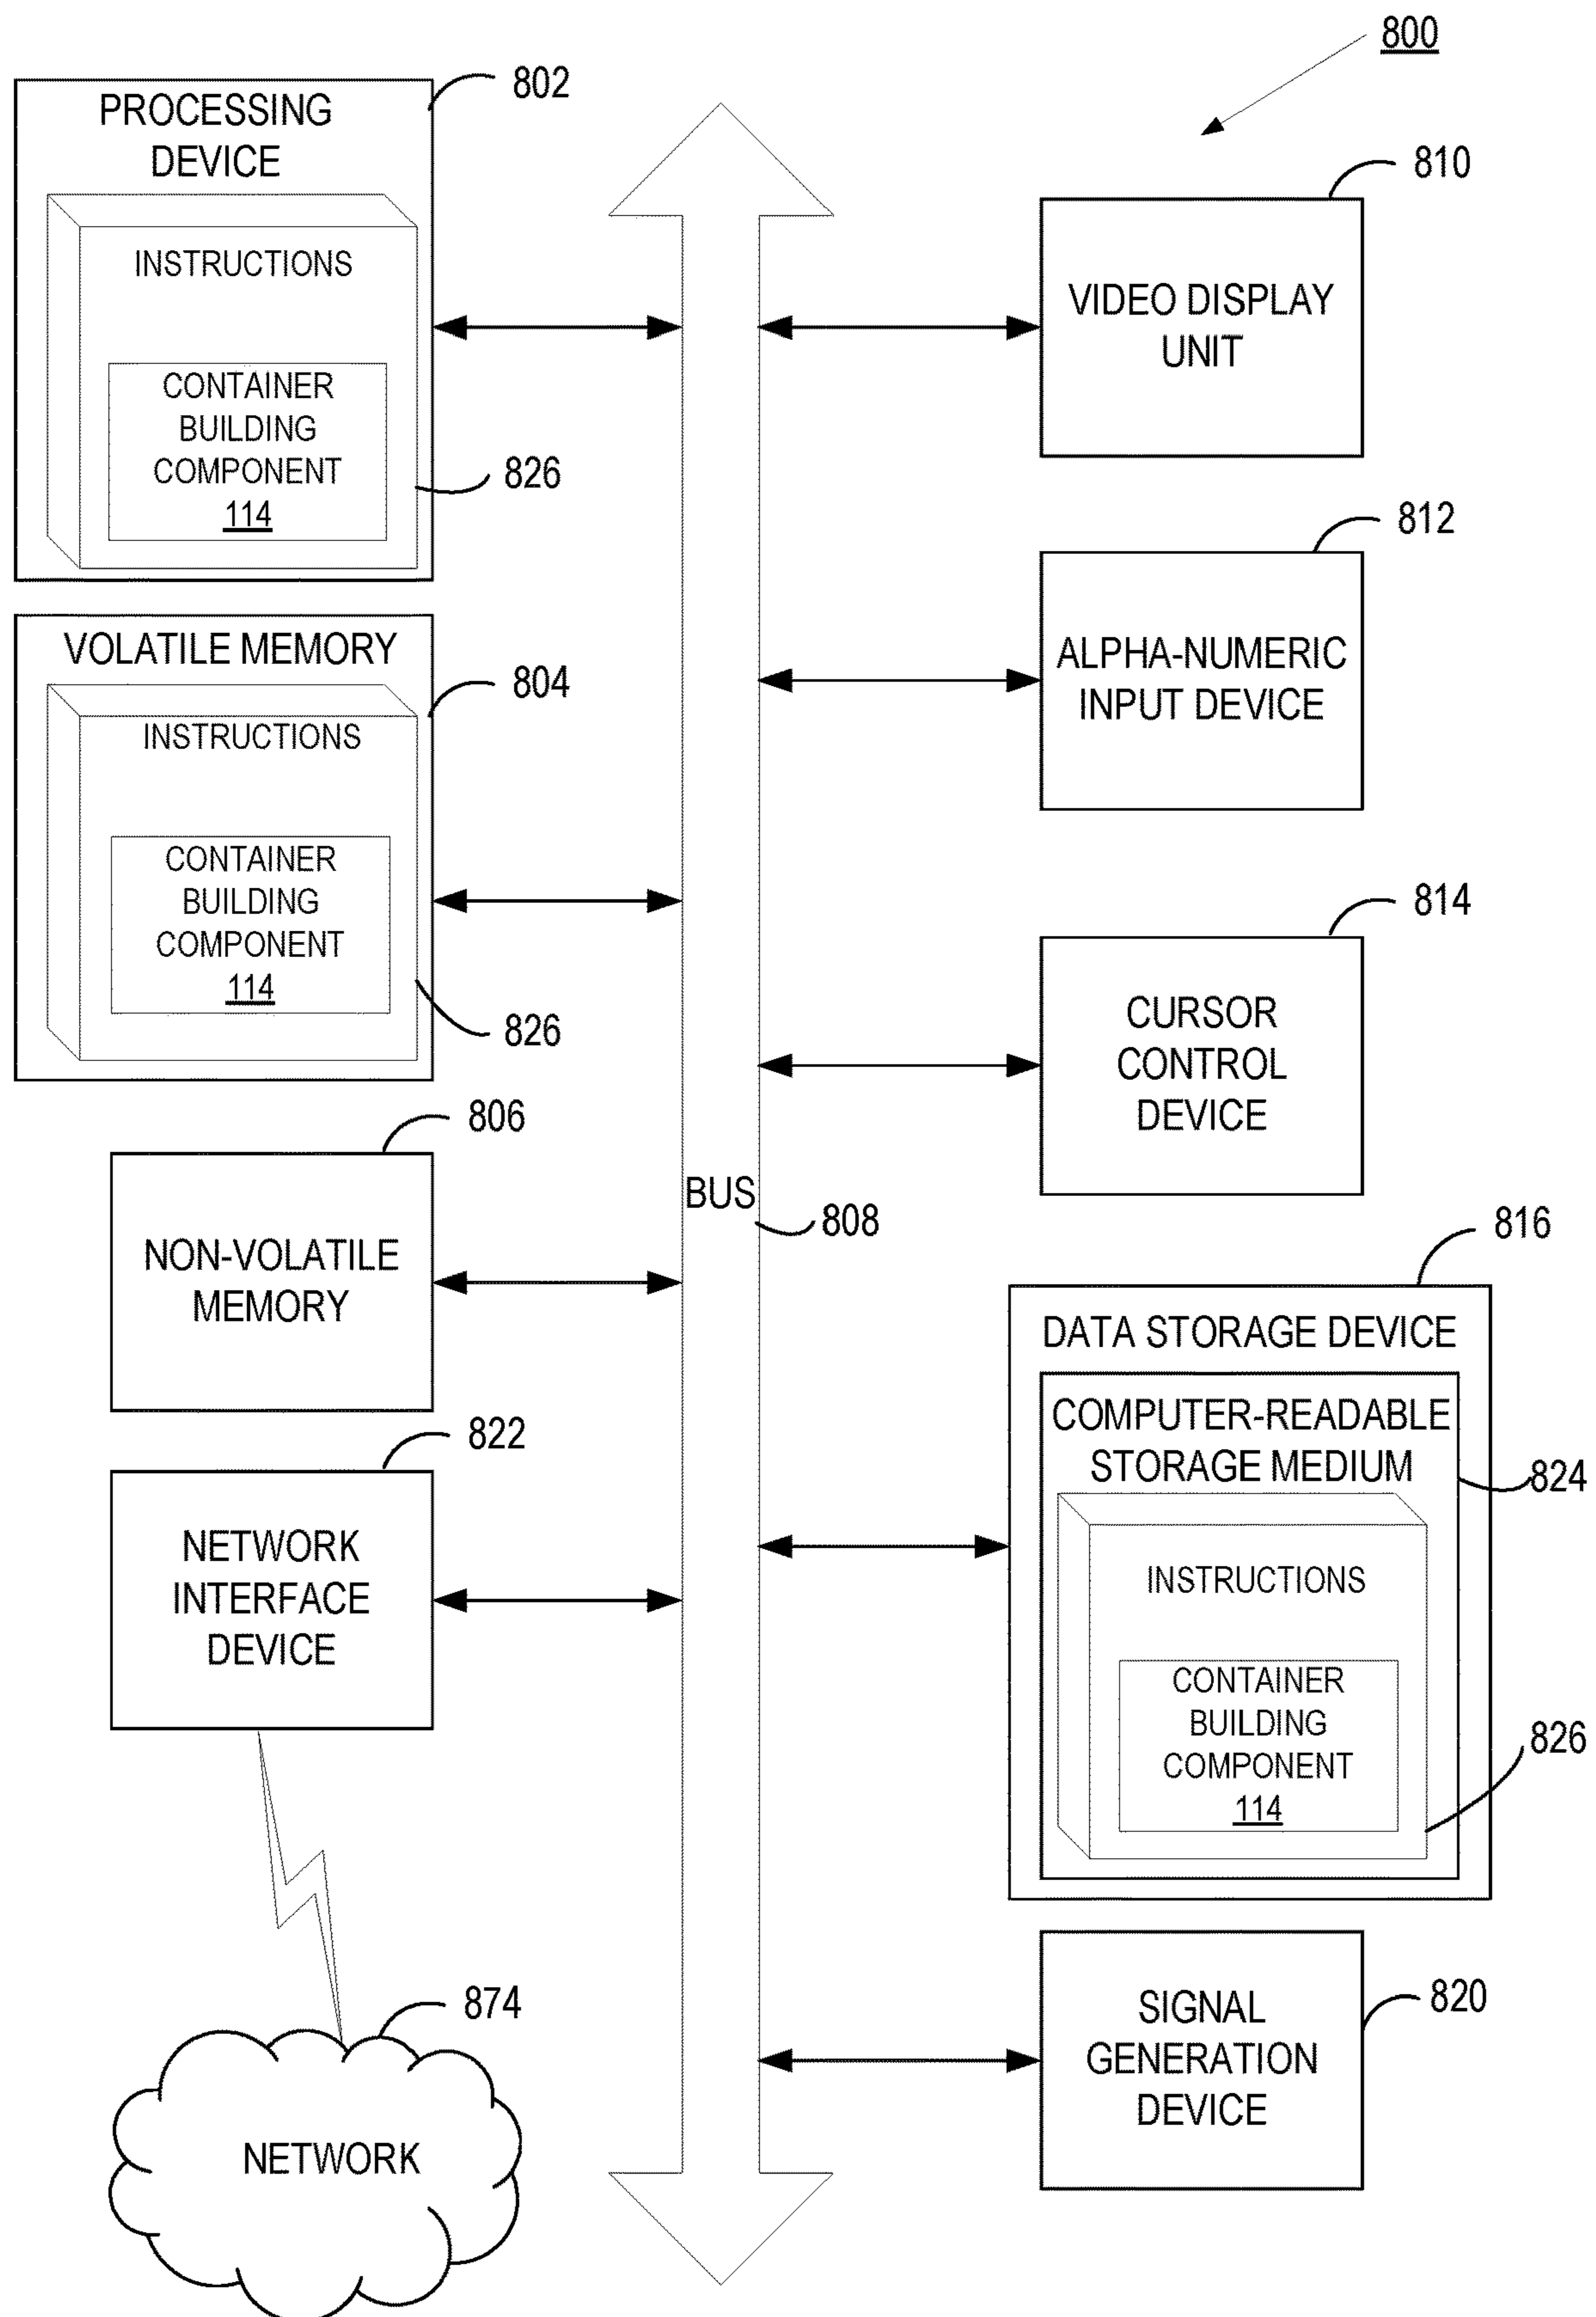 800
802
PROCESSING
DEVICE
INSTRUCTIONS
CONTAINER
BUILDING
COMPONENT
114
826
VOLATILE MEMORY
804
INSTRUCTIONS
CONTAINER
BUILDING
COMPONENT
114
826
806
NON-VOLATILE
MEMORY
822
NETWORK
INTERFACE
DEVICE
874
NETWORK
BUS
808
810
VIDEO DISPLAY
UNIT
812
ALPHA-NUMERIC
INPUT DEVICE
814
CURSOR
CONTROL
DEVICE
816
DATA STORAGE DEVICE
COMPUTER-READABLE
STORAGE MEDIUM
824
INSTRUCTIONS
CONTAINER
BUILDING
COMPONENT
114
826
820
SIGNAL
GENERATION
DEVICE